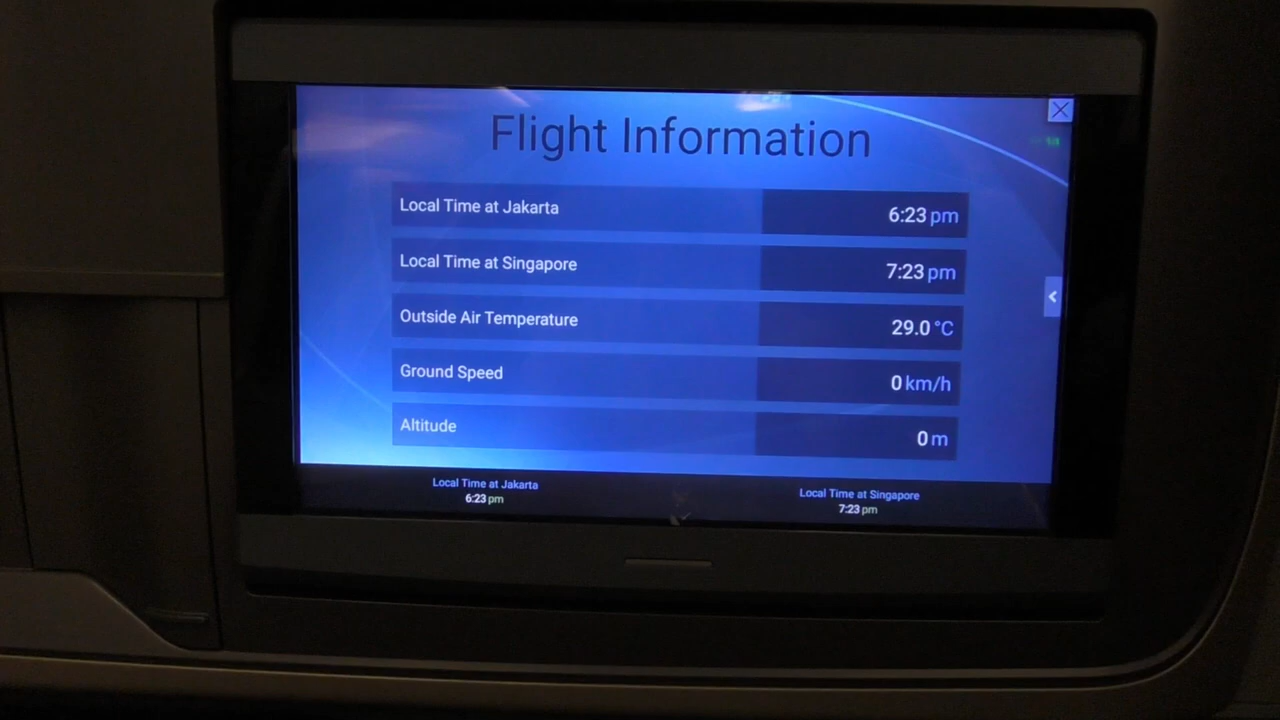 Flight Information
Local Time at Jakarta 6:23 pm
Local Time at Singapore 7:23 pm
Outside Air Temperature 29.0 °C
Ground Speed 0 km/h
Altitude 0 m
Local Time at Jakarta
6:23 pm
Local Time at Singapore
7:23 pm